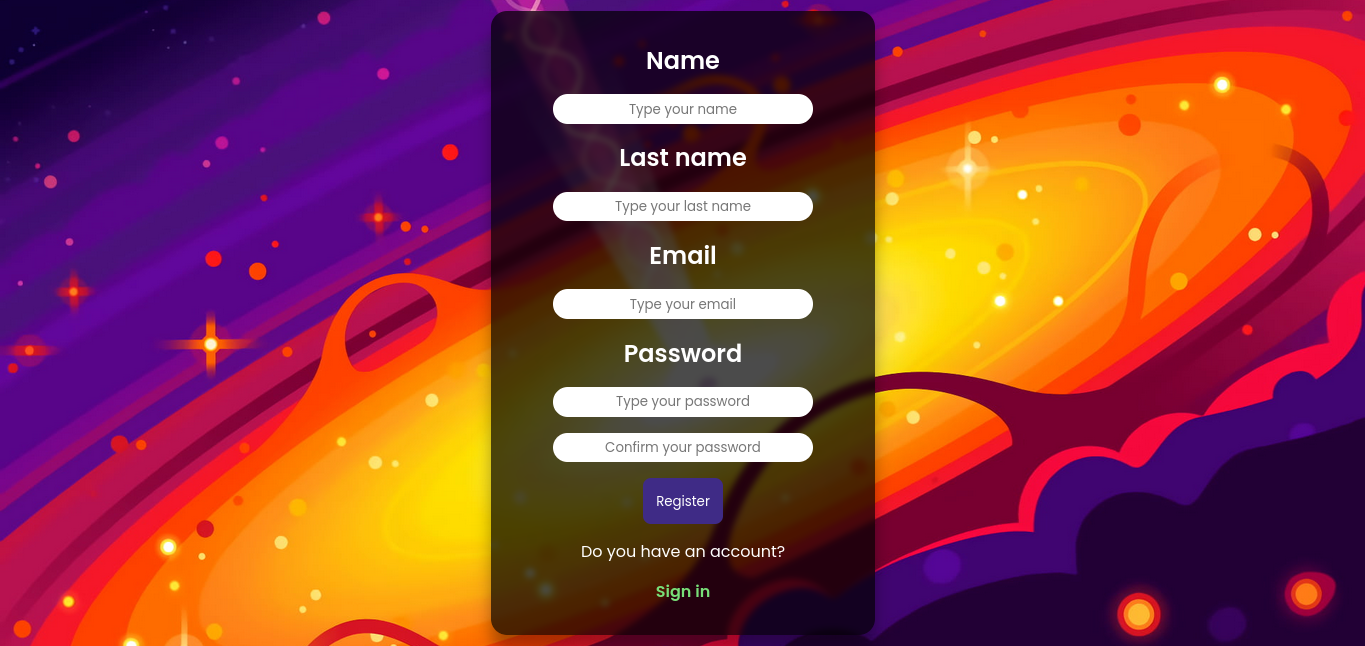 Name
Type your name
Last name
Type your last name
Email
Type your email
Password
Type your password
Confirm your password
Register
Do you have an account?
Sign in